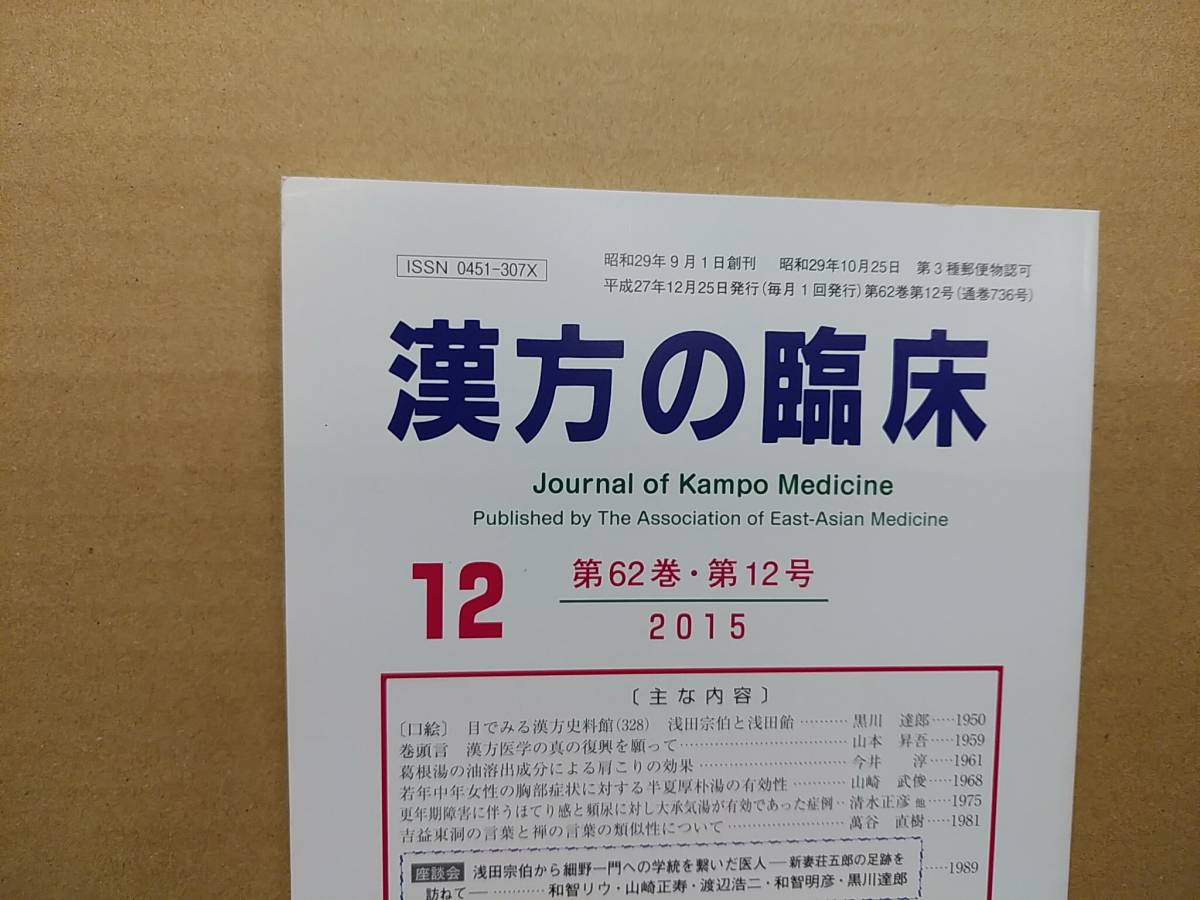 ISSN 0451-307X
昭和29年9月1日創刊 昭和29年10月25日 第3種郵便物認可
平成27年12月25日発行(毎月1回発行)第62巻第12号(通巻736号)
漢方の臨床
Journal of Kampo Medicine
Published by The Association of East-Asian Medicine
12
第62巻・第12号
2015
〔主な内容〕
〔口絵〕 目でみる漢方史料館(328) 浅田宗伯と浅田飴 ………… 黒川 達郎 ……1950
巻頭言 漢方医学の真の復興を願って ………… 山本 昇吾 ……1959
葛根湯の油溶出成分による肩こりの効果 ………… 今井 淳 ……1961
若年中年女性の胸部症状に対する半夏厚朴湯の有効性 ……… 山崎 武俊 ……1968
更年期障害に伴うほてり感と頻尿に対し大承気湯が有効であった症例 ‥ 清水正彦 他 ……1975
吉益東洞の言葉と禅の言葉の類似性について ………… 萬谷 直樹 ……1981
座談会 浅田宗伯から細野一門への学統を繋いだ医人―新妻荘五郎の足跡を
訪ねて― ………… 和智リウ・山崎正寿・渡辺浩二・和智明彦・黒川達郎 ……1989